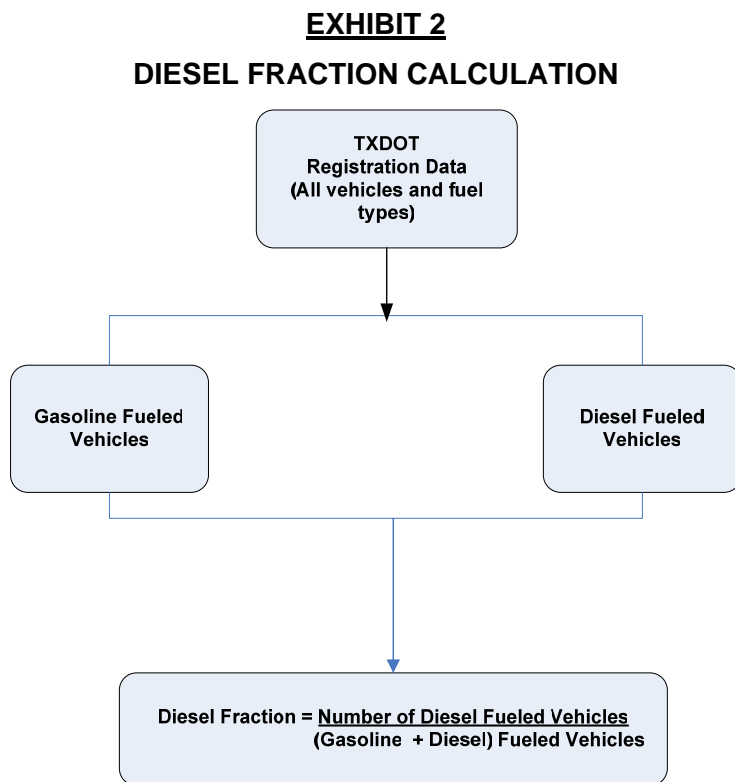 EXHIBIT 2
DIESEL FRACTION CALCULATION
TXDOT
Registration Data
(All vehicles and fuel
types)
Gasoline Fueled
Vehicles
Diesel Fueled
Vehicles
Diesel Fraction = Number of Diesel Fueled Vehicles
(Gasoline + Diesel) Fueled Vehicles